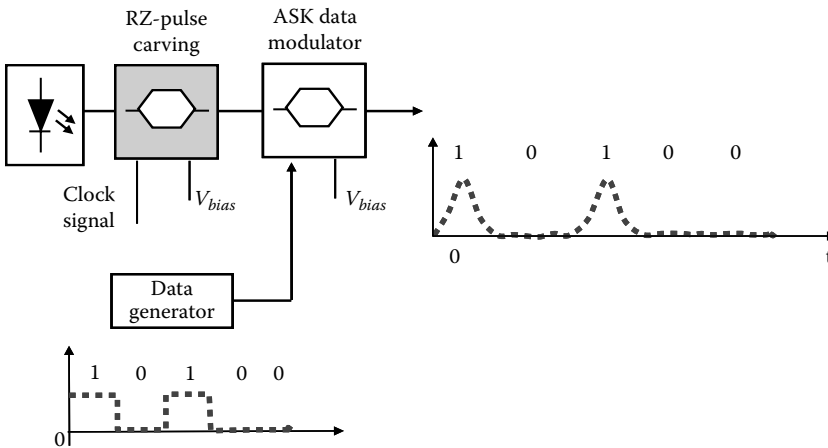 RZ-pulse
carving
ASK data
modulator
Clock
signal
V_bias
V_bias
1 0 1 0 0
0
t
Data
generator
1 0 1 0 0
0